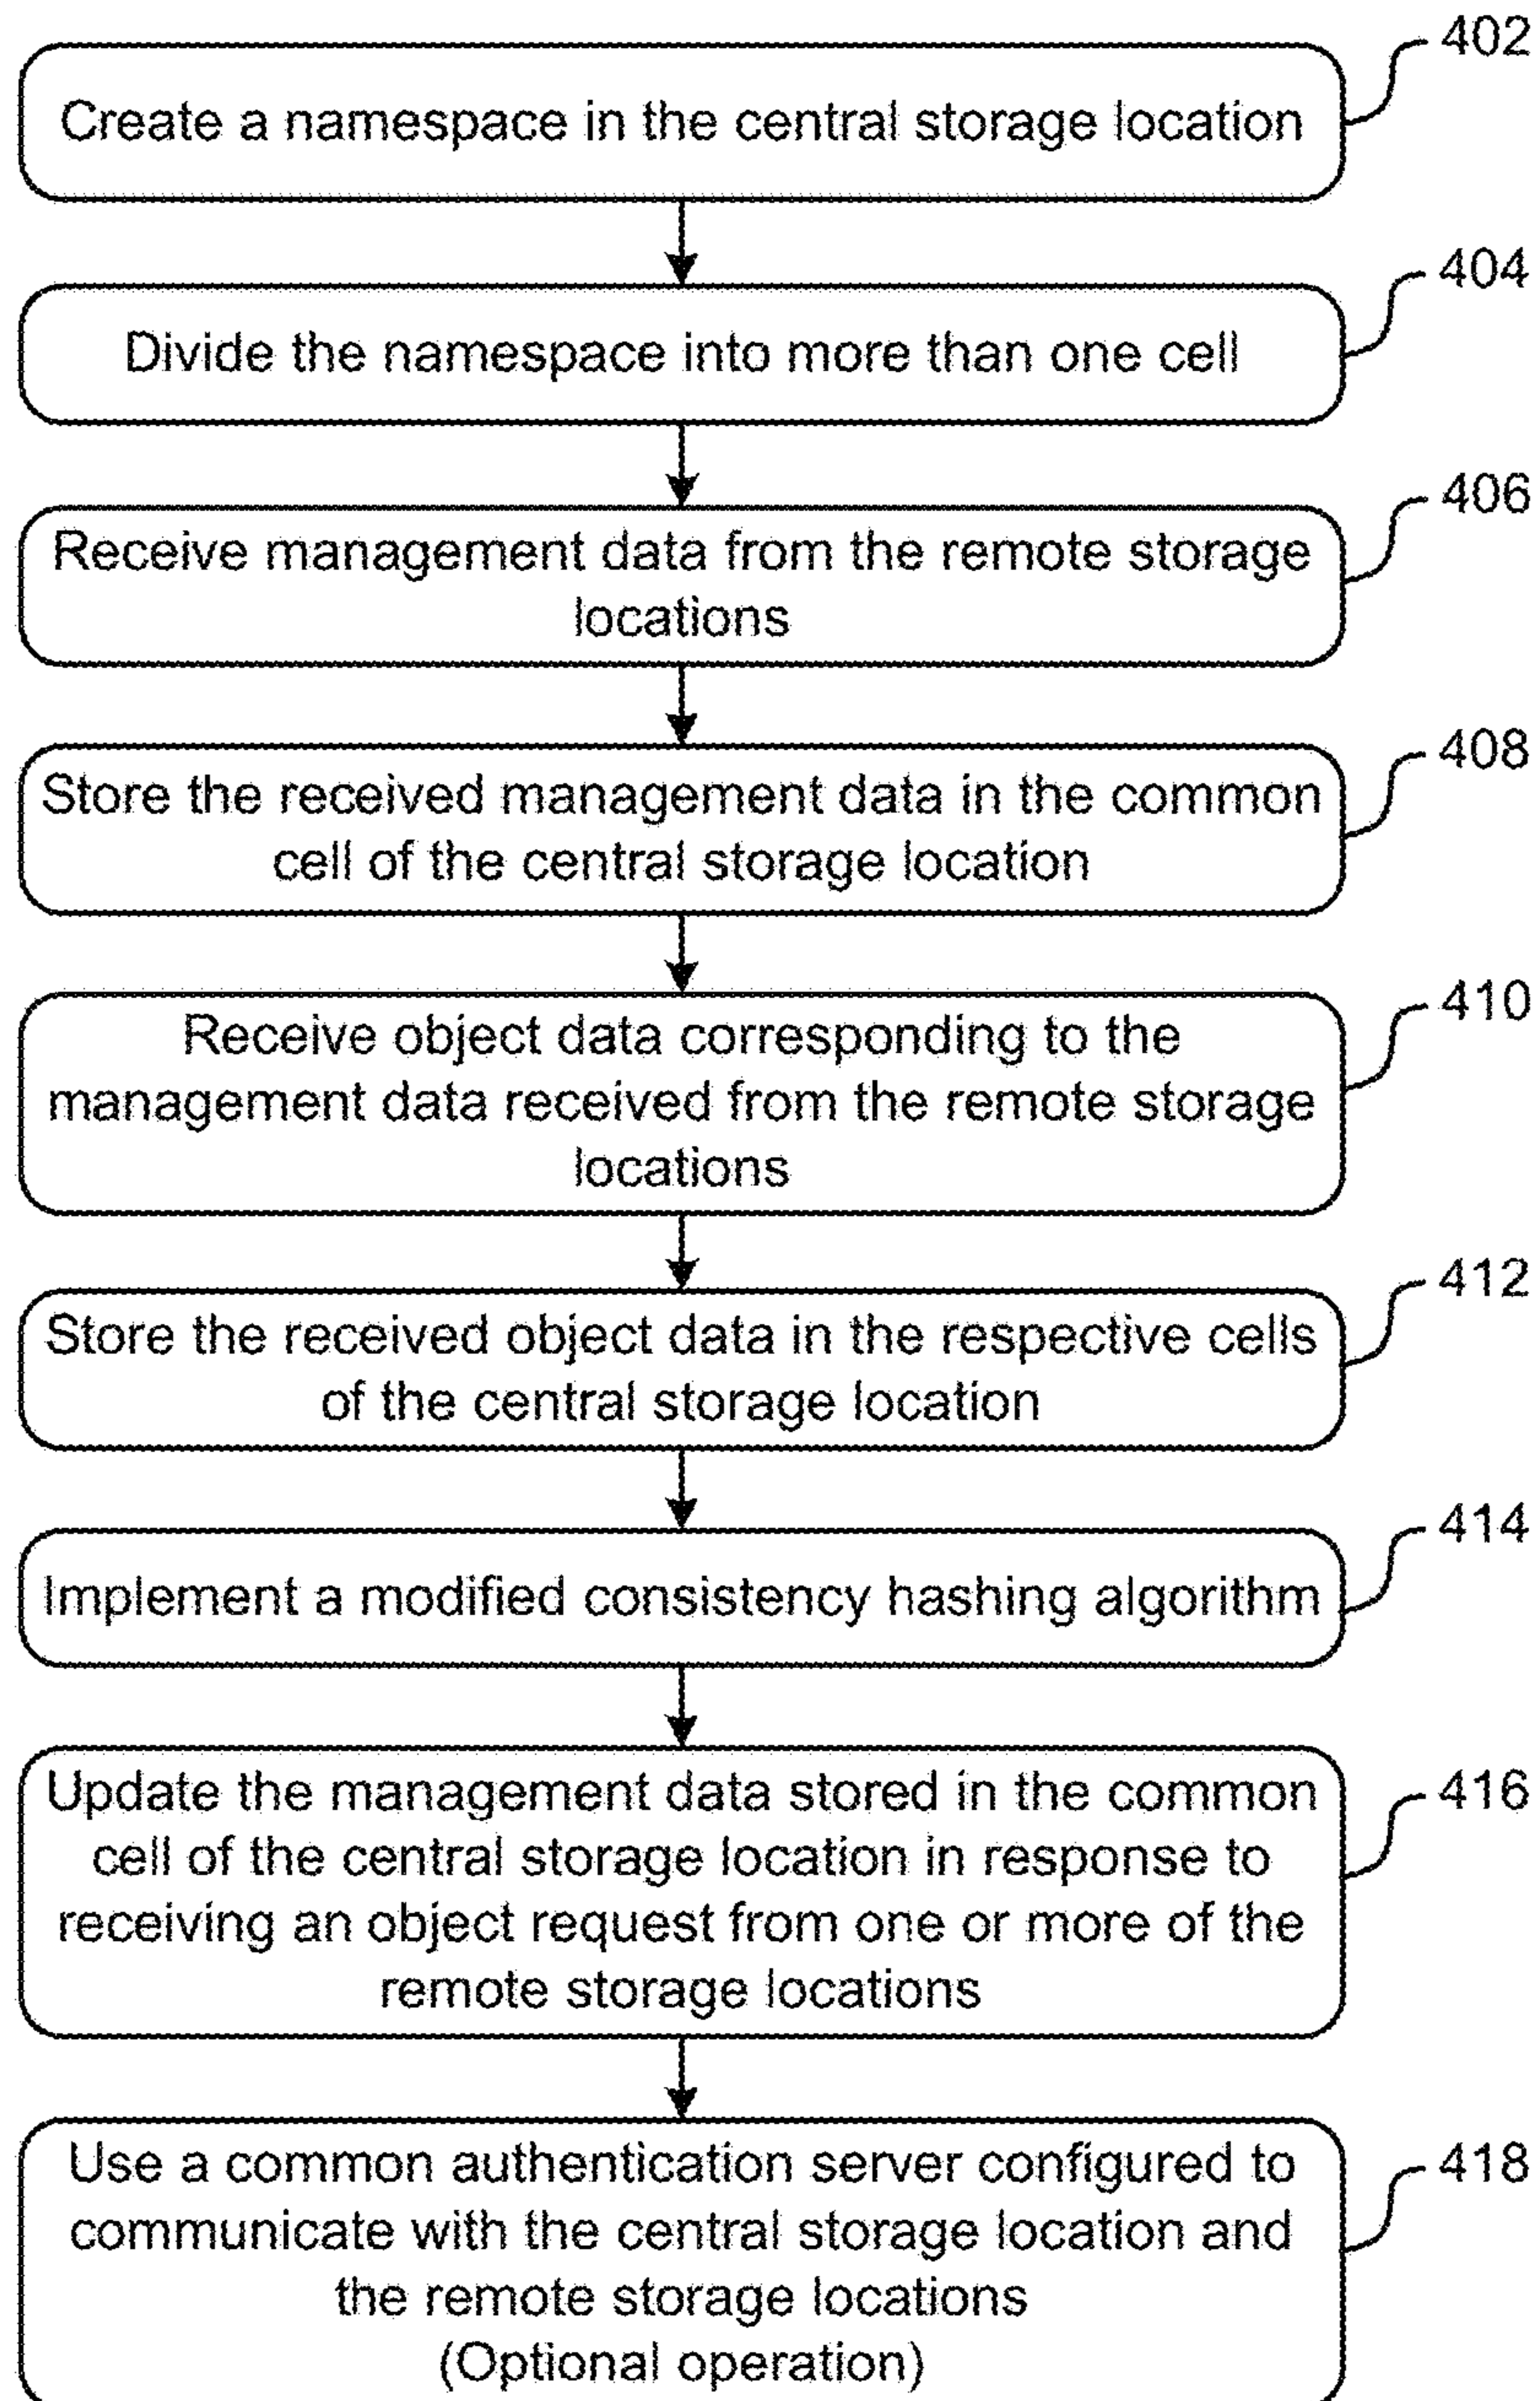 402
Create a namespace in the central storage location
404
Divide the namespace into more than one cell
406
Receive management data from the remote storage
locations
408
Store the received management data in the common
cell of the central storage location
410
Receive object data corresponding to the
management data received from the remote storage
locations
412
Store the received object data in the respective cells
of the central storage location
414
Implement a modified consistency hashing algorithm
416
Update the management data stored in the common
cell of the central storage location in response to
receiving an object request from one or more of the
remote storage locations
418
Use a common authentication server configured to
communicate with the central storage location and
the remote storage locations
(Optional operation)